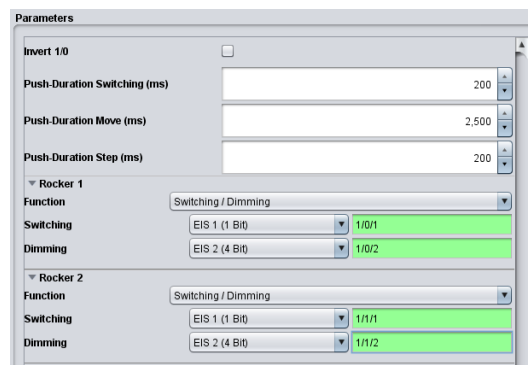 Parameters
Invert 1/0
Push-Duration Switching (ms) 200
Push-Duration Move (ms) 2,500
Push-Duration Step (ms) 200
Rocker 1
Function Switching / Dimming
Switching EIS 1 (1 Bit) 1/0/1
Dimming EIS 2 (4 Bit) 1/0/2
Rocker 2
Function Switching / Dimming
Switching EIS 1 (1 Bit) 1/1/1
Dimming EIS 2 (4 Bit) 1/1/2